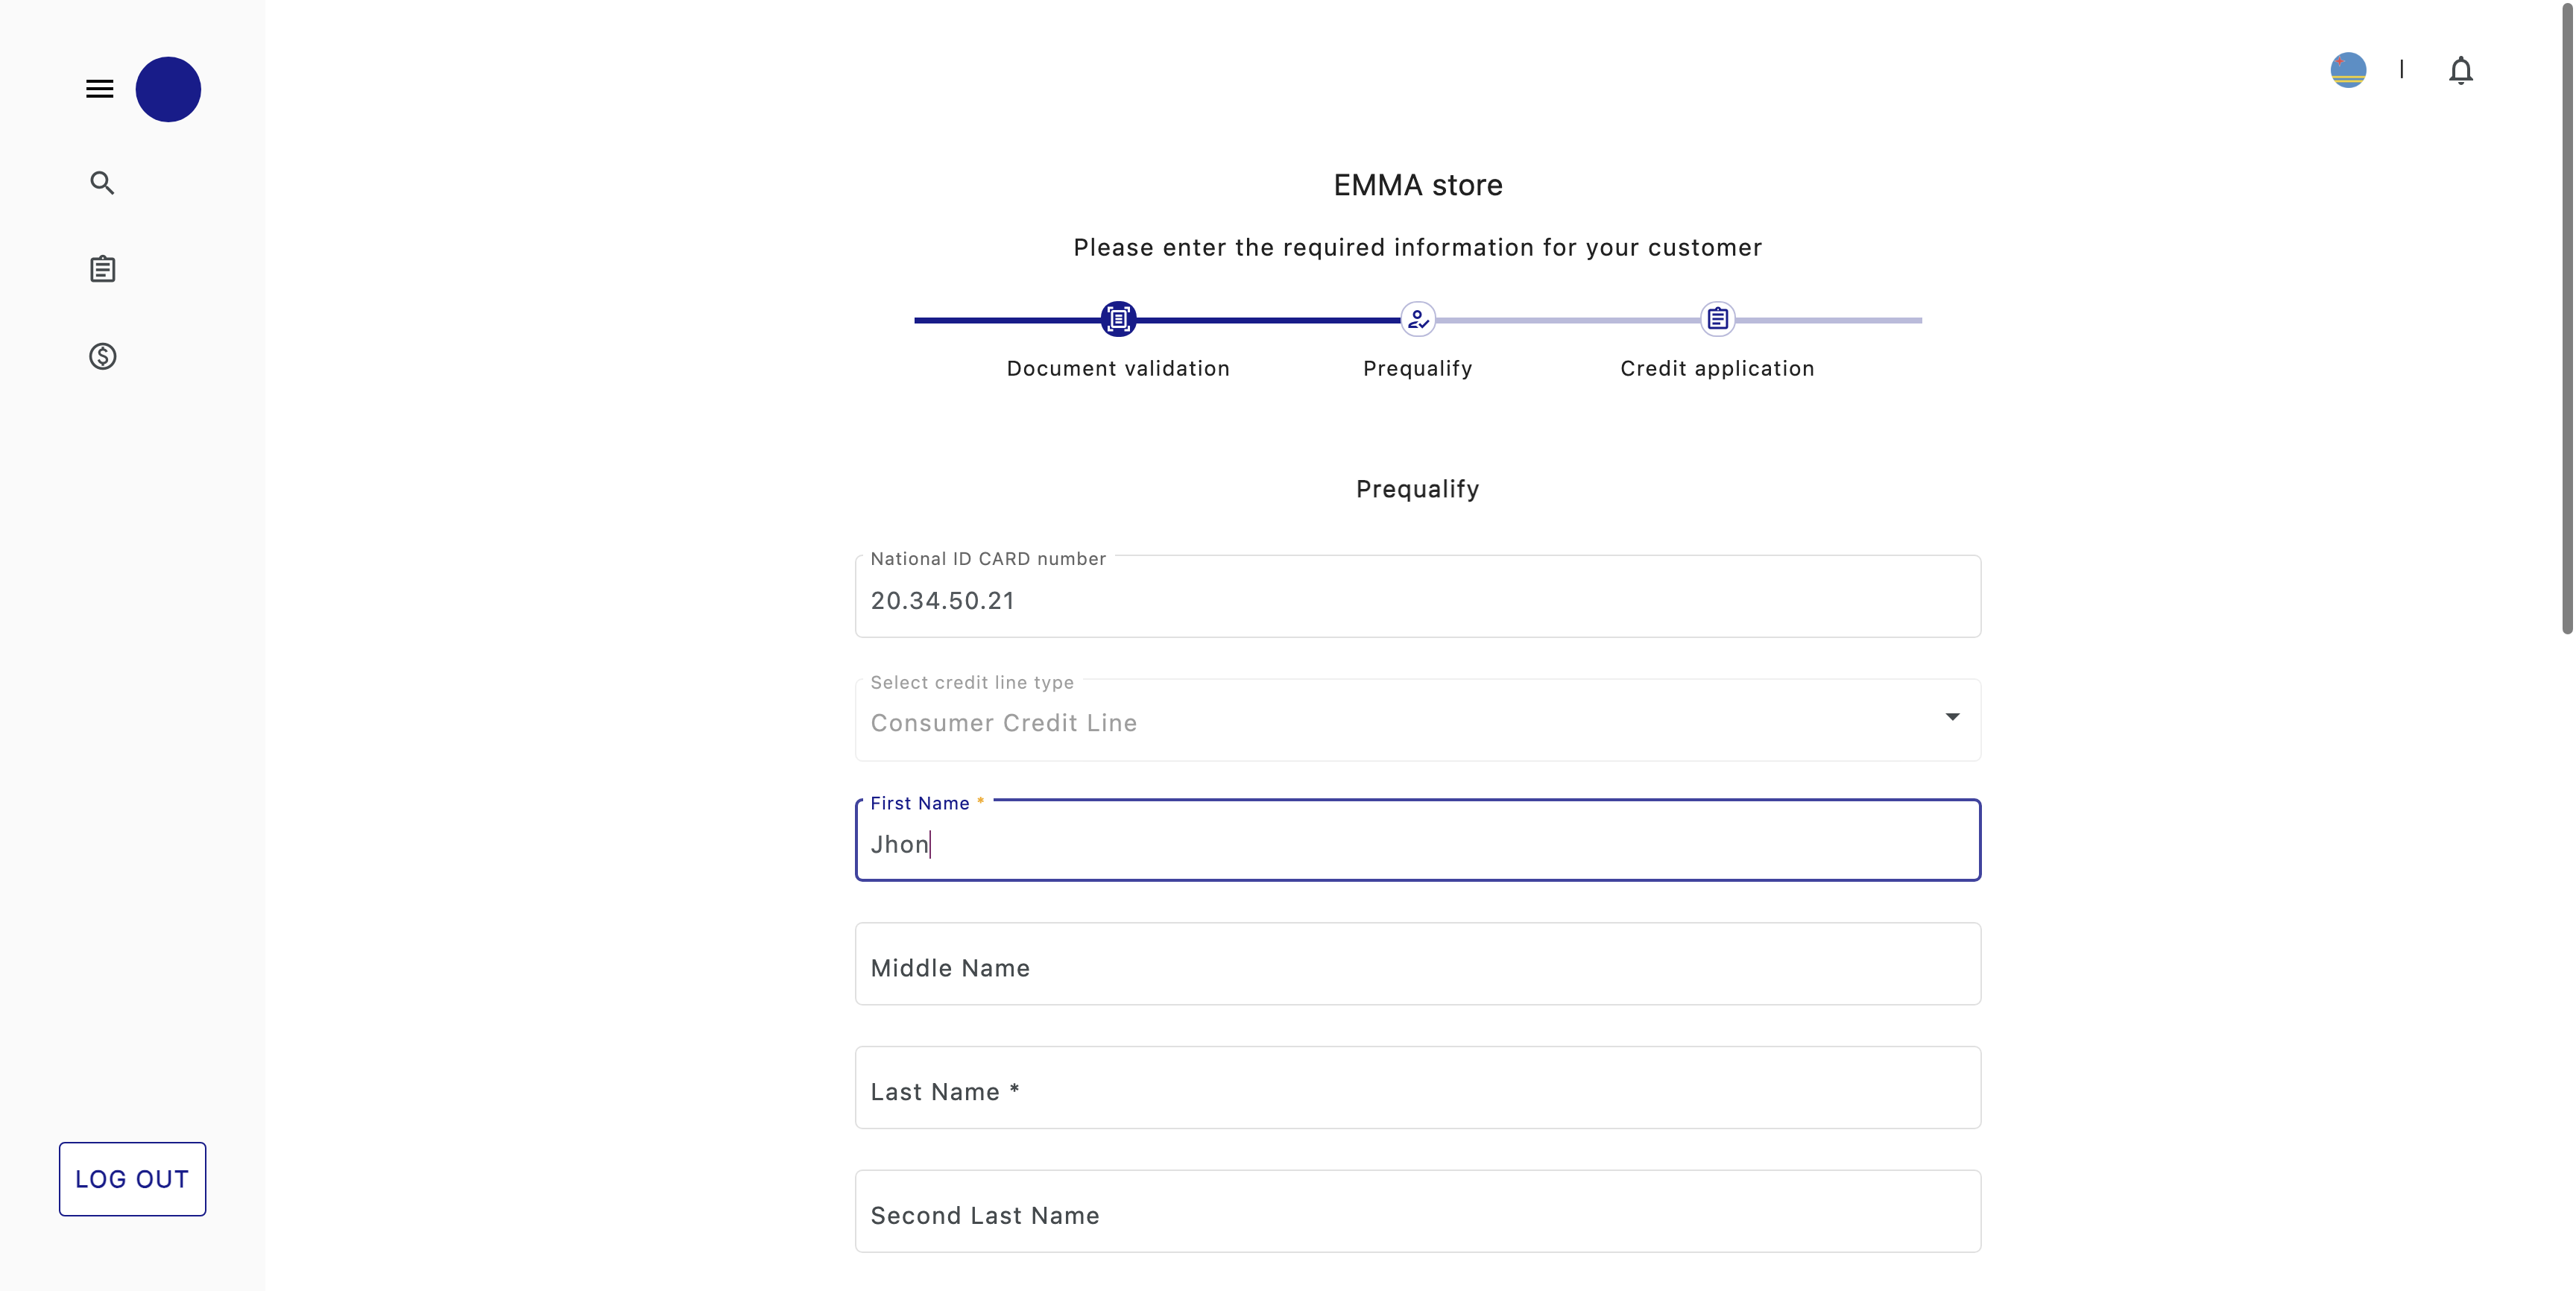 EMMA store
Please enter the required information for your customer
Document validation
Prequalify
Credit application
Prequalify
National ID CARD number
20.34.50.21
Select credit line type
Consumer Credit Line
First Name *
Jhon
Middle Name
Last Name *
Second Last Name
LOG OUT